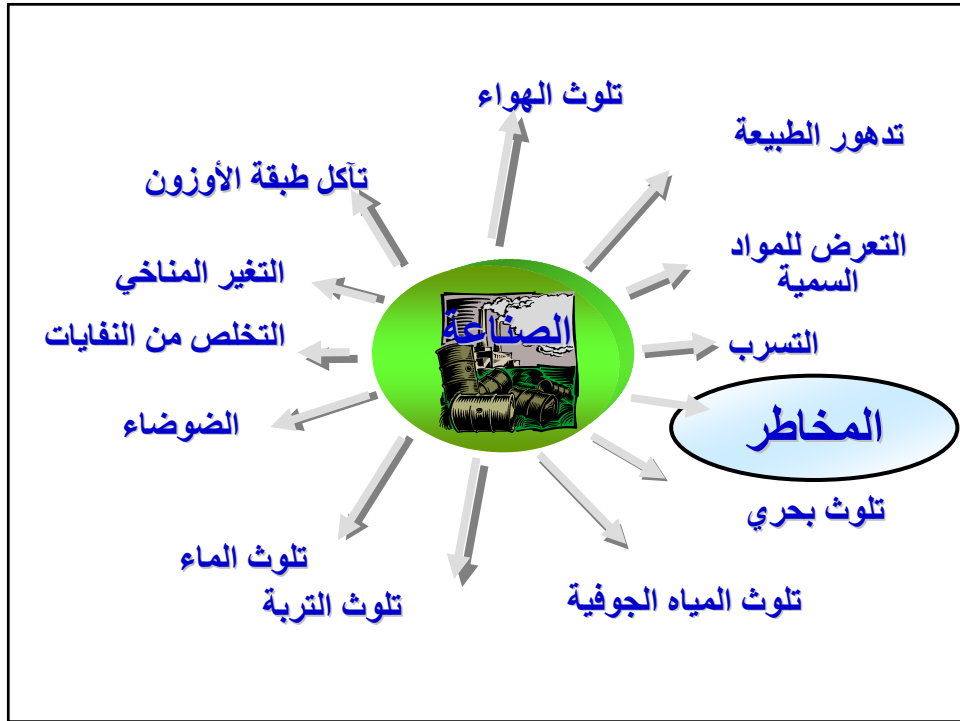 تلوث الهواء
تدهور الطبيعة
تآكل طبقة الأوزون
التعرض للمواد
السمية
التغير المناخي
الصناعة
التخلص من النفايات
التسرب
الضوضاء
المخاطر
تلوث بحري
تلوث الماء
تلوث المياه الجوفية
تلوث التربة